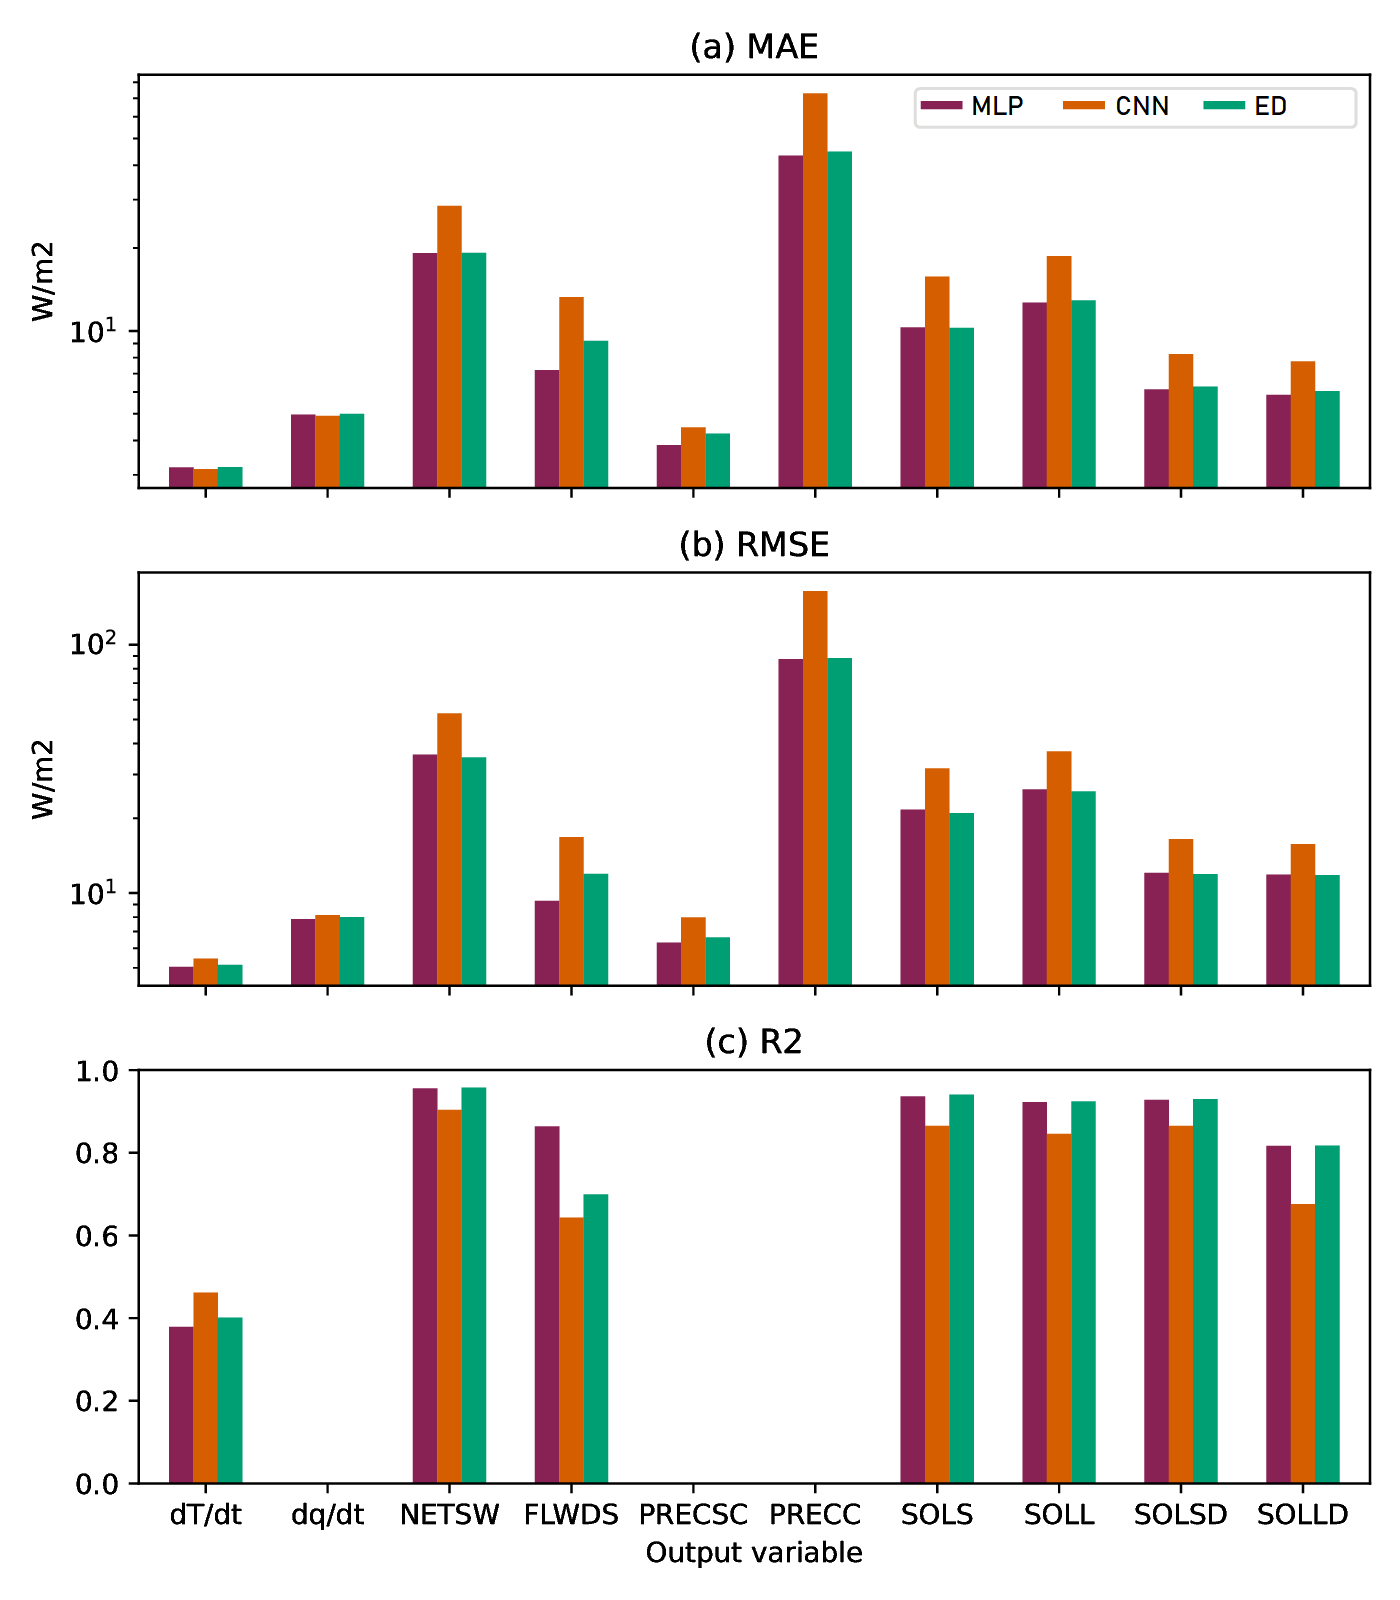 (a) MAE
MLP CNN ED
W/m2
10¹
(b) RMSE
W/m2
10²
10¹
(c) R2
1.0
0.8
0.6
0.4
0.2
0.0
dT/dt dq/dt NETSW FLWDS PRECSC PRECC SOLS SOLL SOLSD SOLLD
Output variable